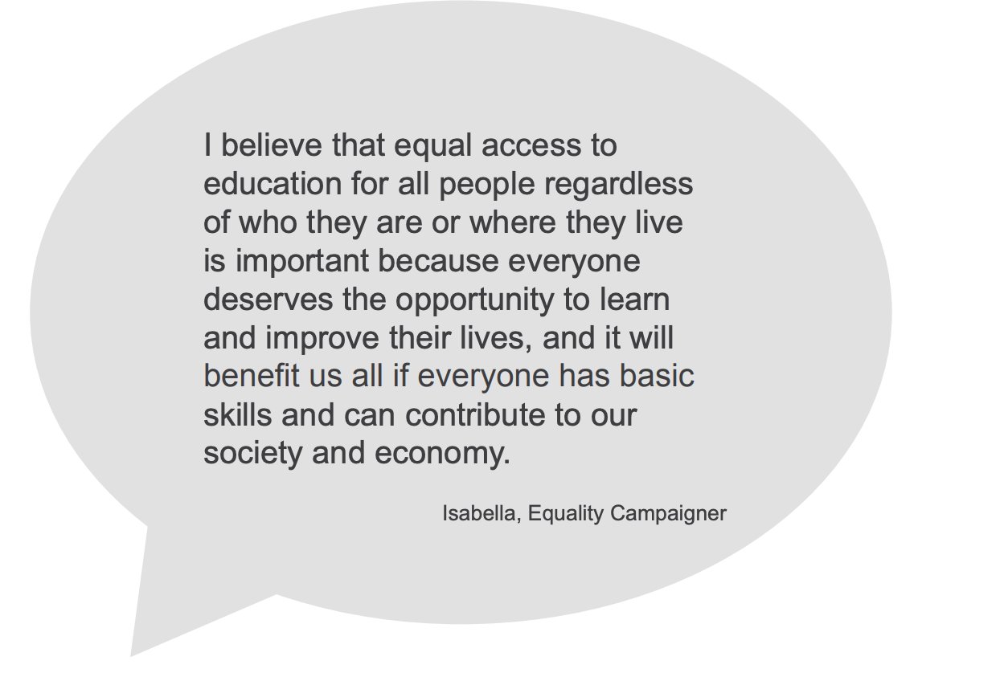 I believe that equal access to
education for all people regardless
of who they are or where they live
is important because everyone
deserves the opportunity to learn
and improve their lives, and it will
benefit us all if everyone has basic
skills and can contribute to our
society and economy.
Isabella, Equality Campaigner